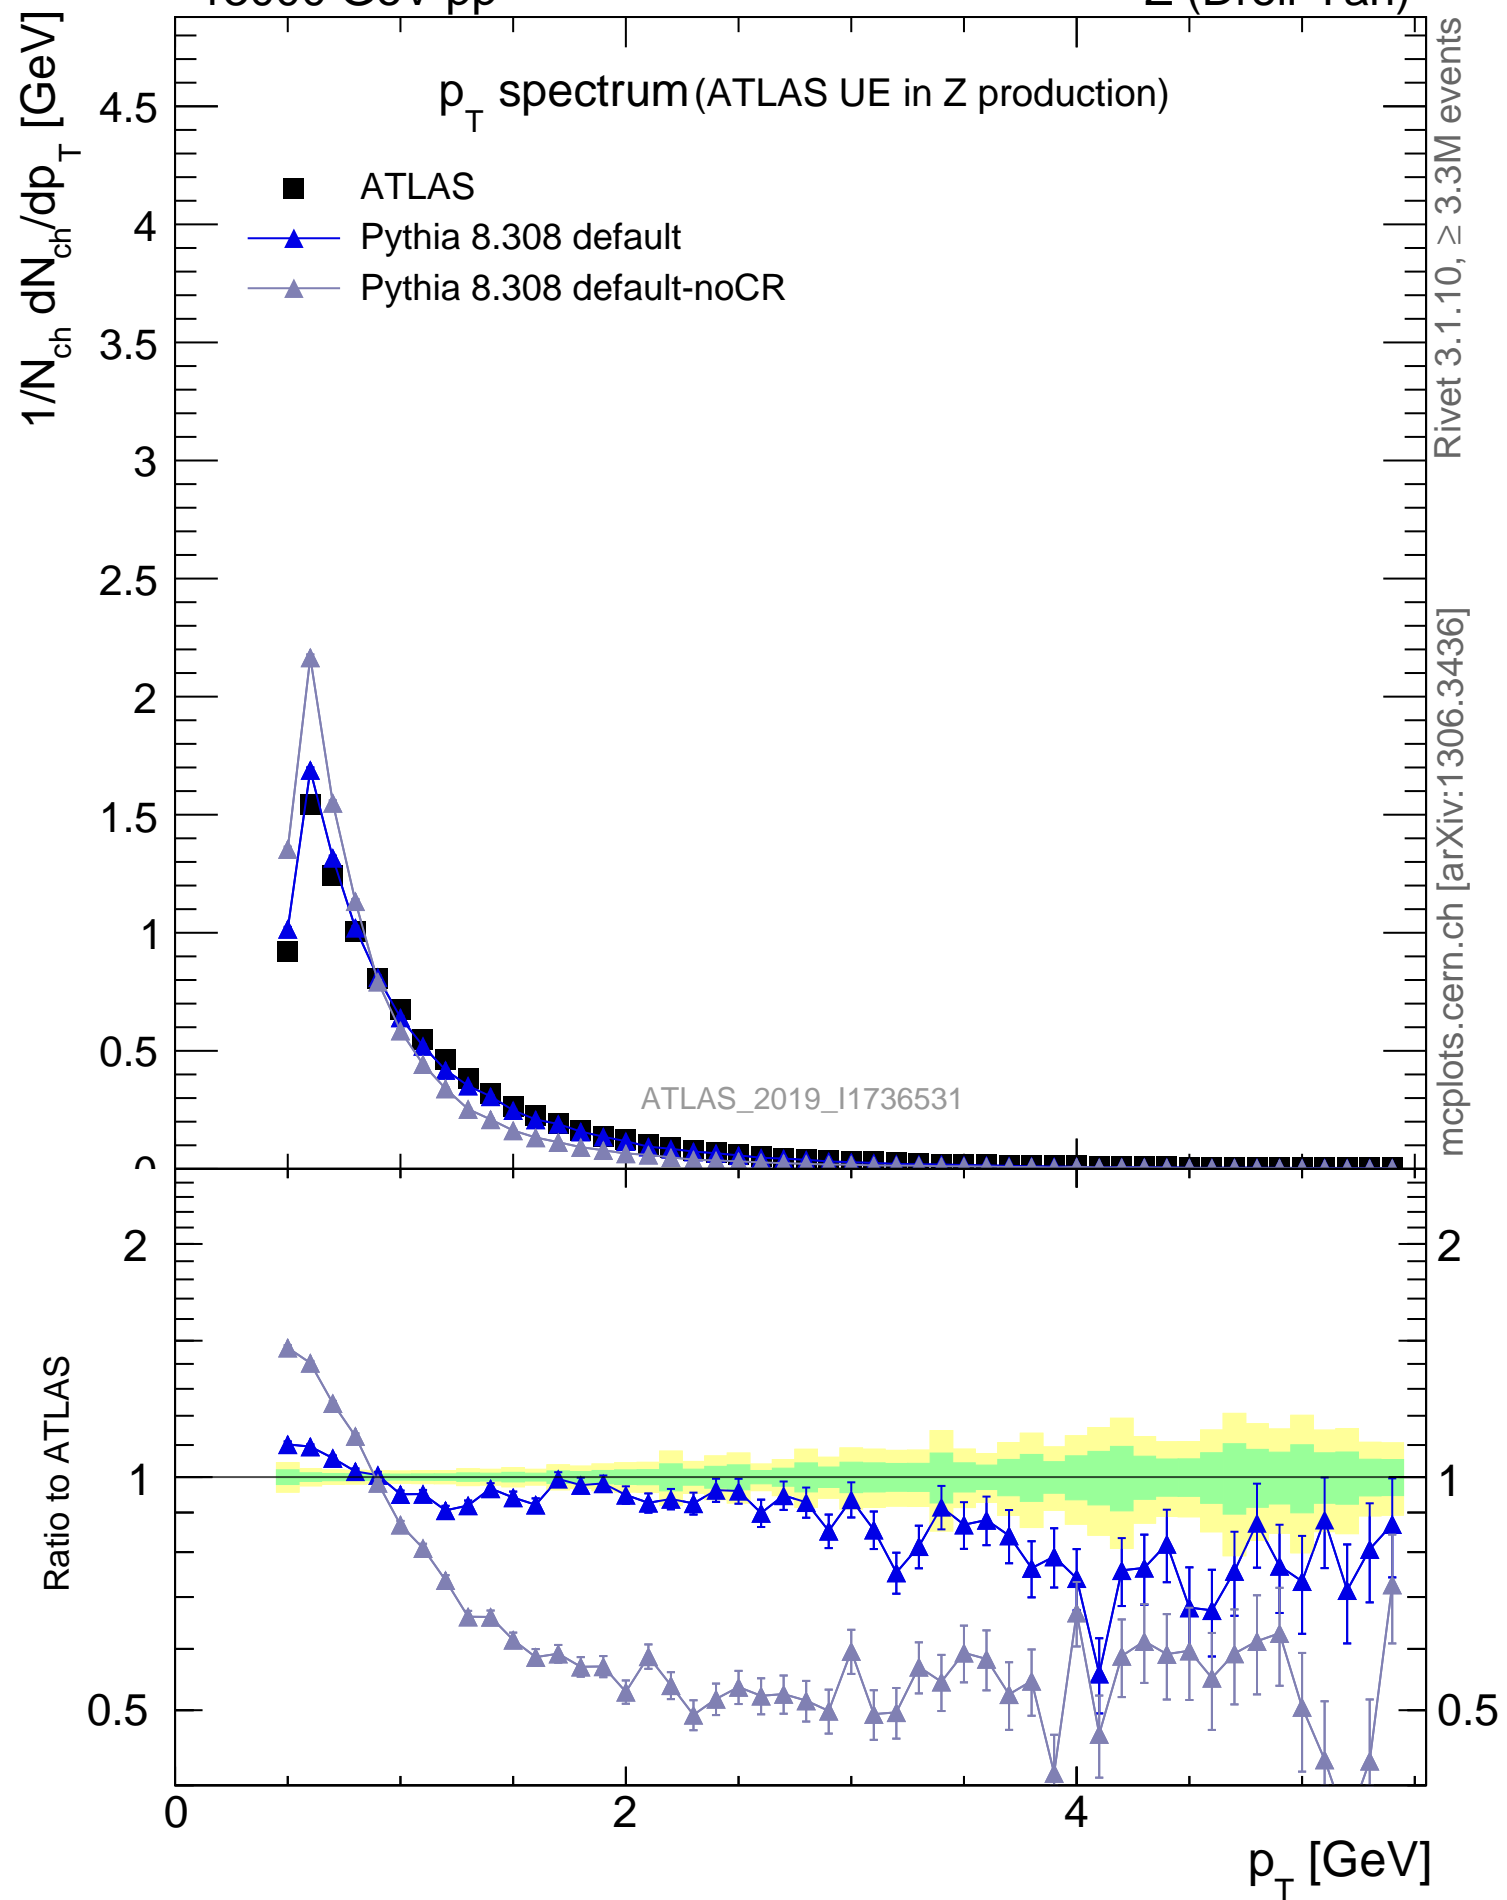 p_T spectrum (ATLAS UE in Z production)
ATLAS
Pythia 8.308 default
Pythia 8.308 default-noCR
1/N_ch dN_ch/dp_T [GeV]
4.5
4
3.5
3
2.5
2
1.5
1
0.5
0
ATLAS_2019_I1736531
Rivet 3.1.10, ≥ 3.3M events
mcplots.cern.ch [arXiv:1306.3436]
Ratio to ATLAS
2
1
0.5
2
1
0.5
0
2
4
p_T [GeV]